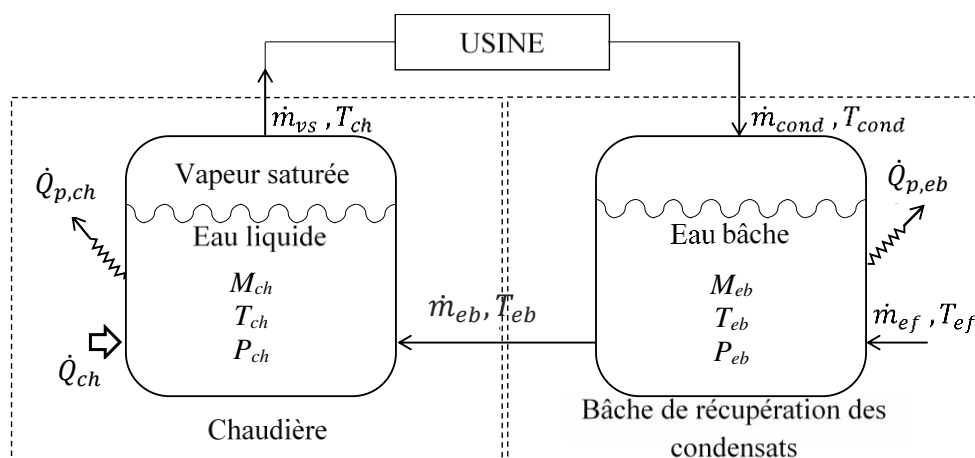 USINE
ṁ_vs , T_ch
ṁ_cond , T_cond
Vapeur saturée
Q̇_p,ch
Q̇_p,eb
Eau liquide
Eau bâche
M_ch
T_ch
P_ch
ṁ_eb, T_eb
M_eb
T_eb
P_eb
ṁ_ef , T_ef
Q̇_ch
Chaudière
Bâche de récupération des
condensats